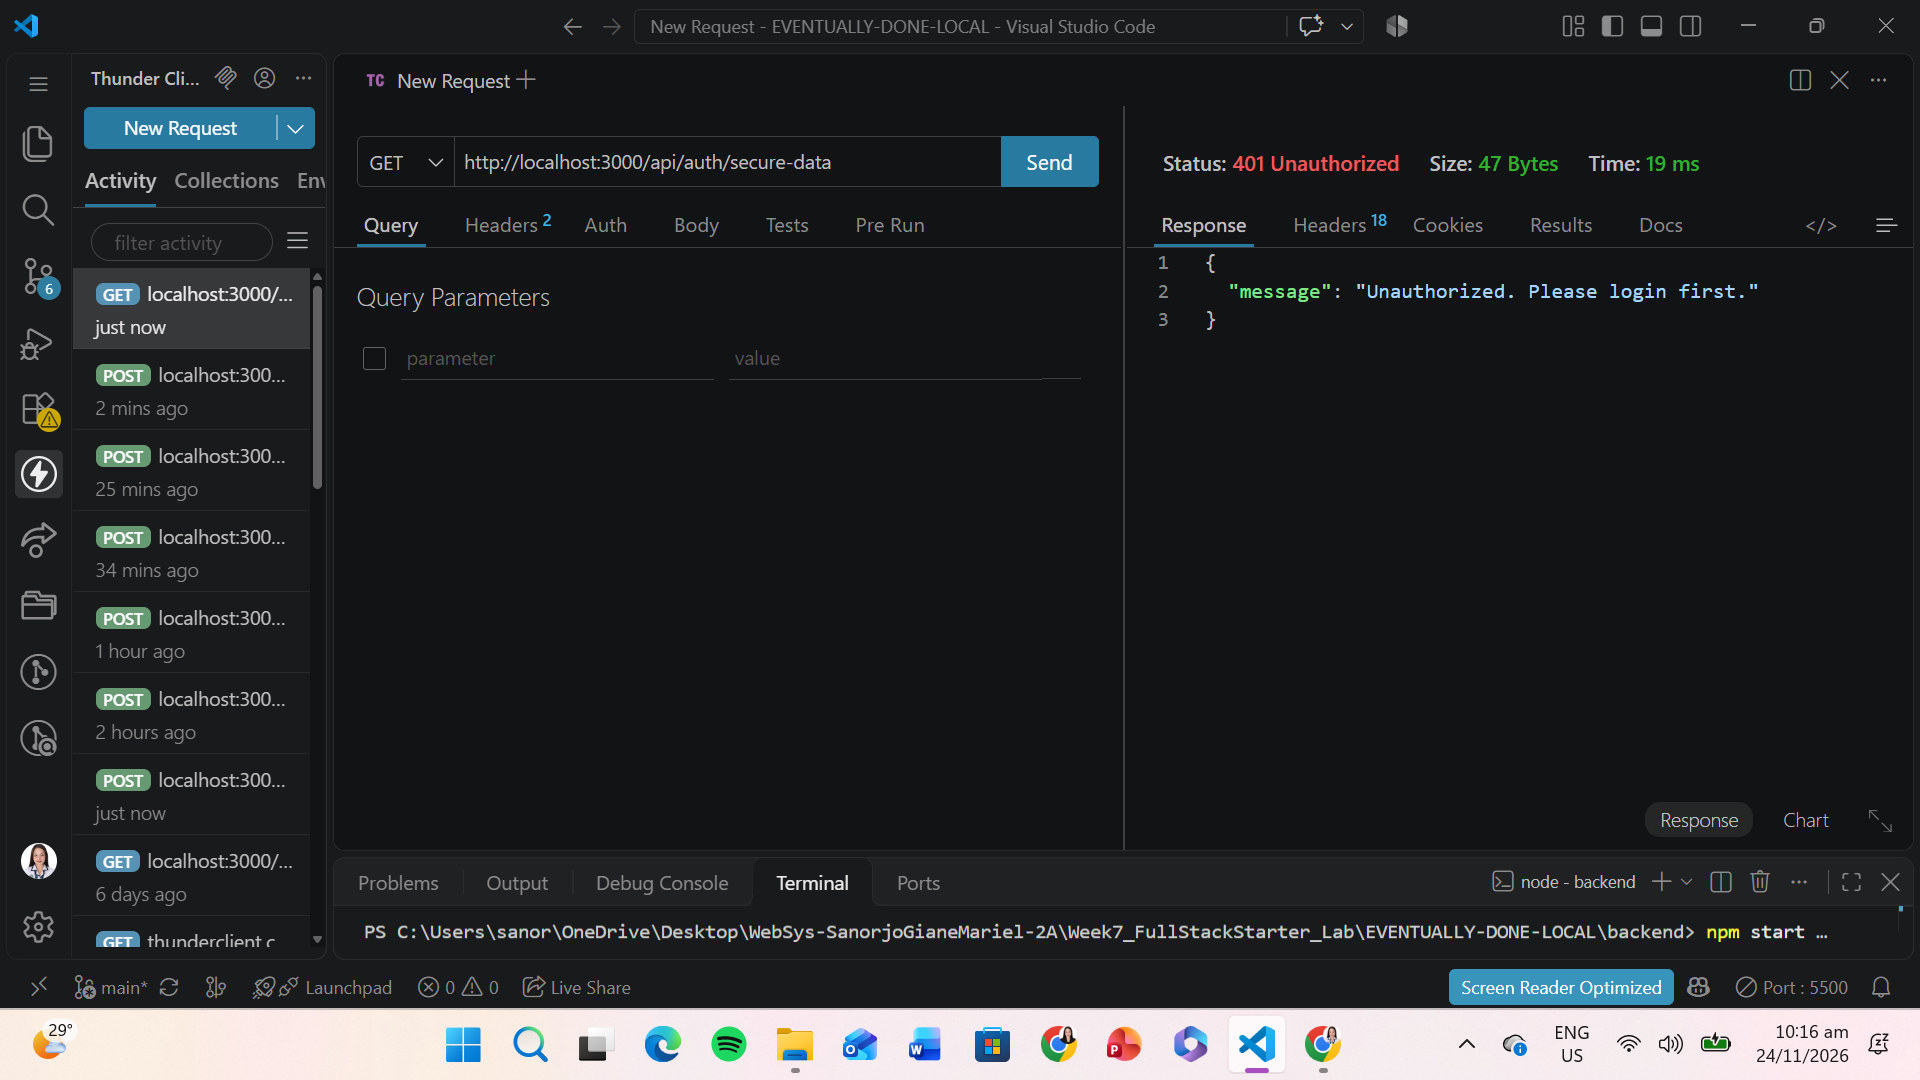 New Request - EVENTUALLY-DONE-LOCAL - Visual Studio Code
Thunder Cli...
New Request
Activity Collections Env
filter activity
GET localhost:3000/...
just now
POST localhost:300...
2 mins ago
POST localhost:300...
25 mins ago
POST localhost:300...
34 mins ago
POST localhost:300...
1 hour ago
POST localhost:300...
2 hours ago
POST localhost:300...
just now
GET localhost:3000/...
6 days ago
GET thunderclient.c
6
TC New Request
GET http://localhost:3000/api/auth/secure-data Send
Query Headers 2 Auth Body Tests Pre Run
Query Parameters
parameter value
Status: 401 Unauthorized Size: 47 Bytes Time: 19 ms
Response Headers 18 Cookies Results Docs </>
1 {
2 "message": "Unauthorized. Please login first."
3 }
Response Chart
Problems Output Debug Console Terminal Ports
node - backend
PS C:\Users\sanor\OneDrive\Desktop\WebSys-SanorjoGianeMariel-2A\Week7_FullStackStarter_Lab\EVENTUALLY-DONE-LOCAL\backend> npm start …
main* Launchpad 0 0 Live Share
Screen Reader Optimized Port : 5500
29°
ENG
US
10:16 am
24/11/2026